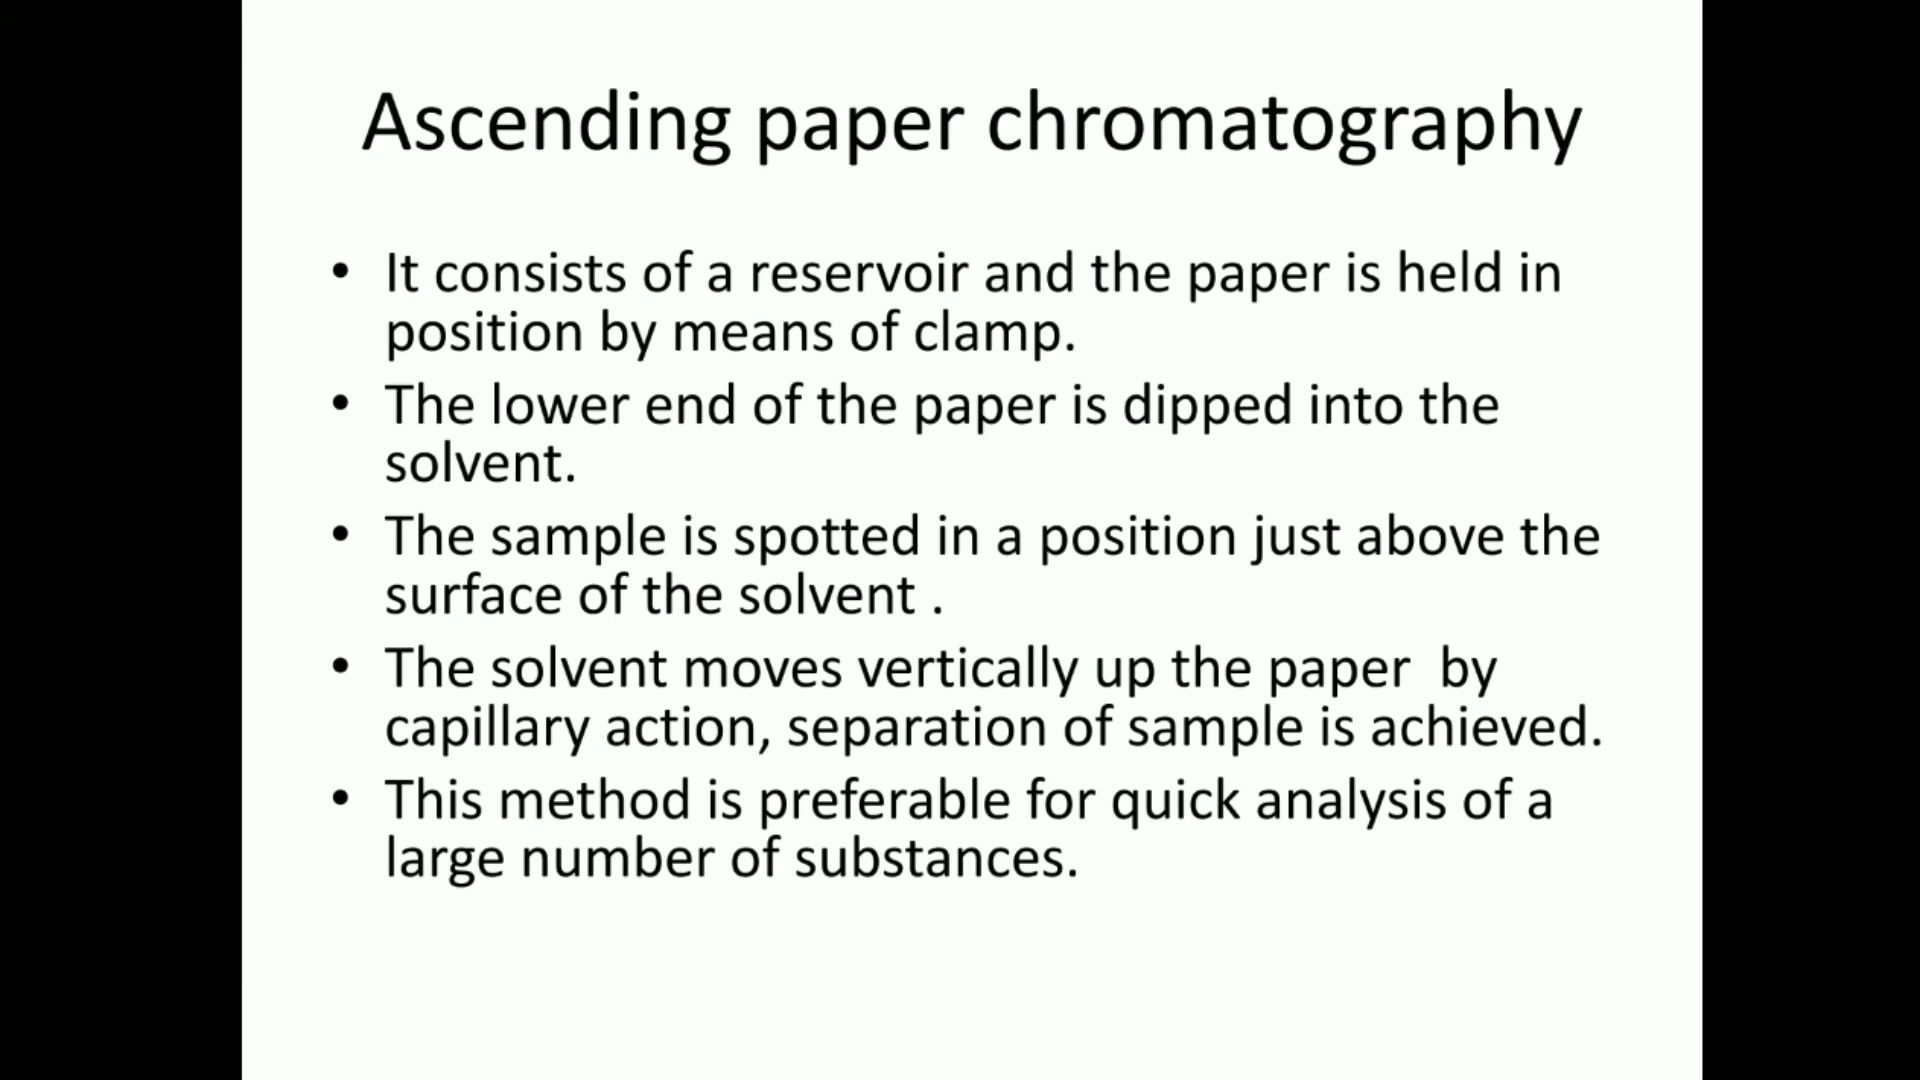 Ascending paper chromatography
• It consists of a reservoir and the paper is held in
position by means of clamp.
• The lower end of the paper is dipped into the
solvent.
• The sample is spotted in a position just above the
surface of the solvent .
• The solvent moves vertically up the paper  by
capillary action, separation of sample is achieved.
• This method is preferable for quick analysis of a
large number of substances.